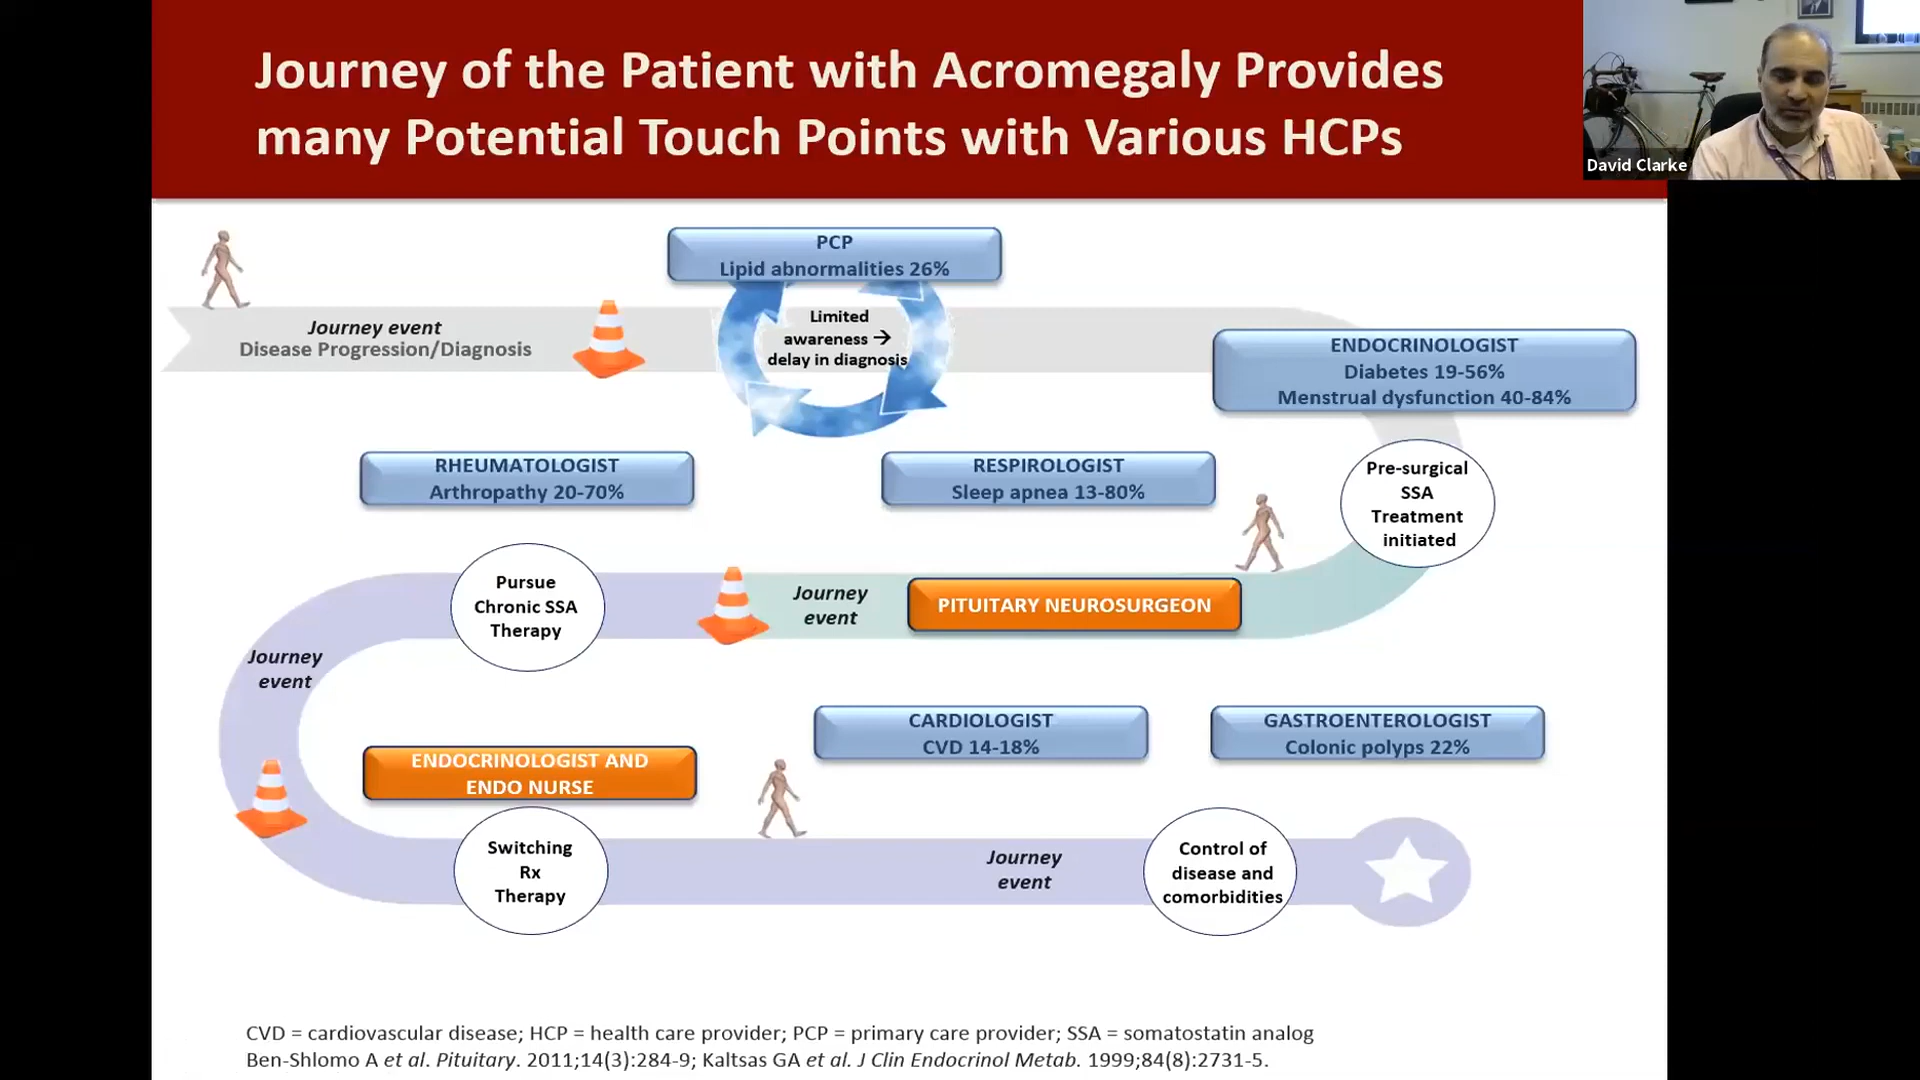 Journey of the Patient with Acromegaly Provides
many Potential Touch Points with Various HCPs
David Clarke
PCP
Lipid abnormalities 26%
Journey event
Disease Progression/Diagnosis
Limited
awareness →
delay in diagnosis
ENDOCRINOLOGIST
Diabetes 19-56%
Menstrual dysfunction 40-84%
RHEUMATOLOGIST
Arthropathy 20-70%
RESPIROLOGIST
Sleep apnea 13-80%
Pre-surgical
SSA
Treatment
initiated
Pursue
Chronic SSA
Therapy
Journey
event
PITUITARY NEUROSURGEON
Journey
event
CARDIOLOGIST
CVD 14-18%
GASTROENTEROLOGIST
Colonic polyps 22%
ENDOCRINOLOGIST AND
ENDO NURSE
Switching
Rx
Therapy
Journey
event
Control of
disease and
comorbidities
CVD = cardiovascular disease; HCP = health care provider; PCP = primary care provider; SSA = somatostatin analog
Ben-Shlomo A et al. Pituitary. 2011;14(3):284-9; Kaltsas GA et al. J Clin Endocrinol Metab. 1999;84(8):2731-5.